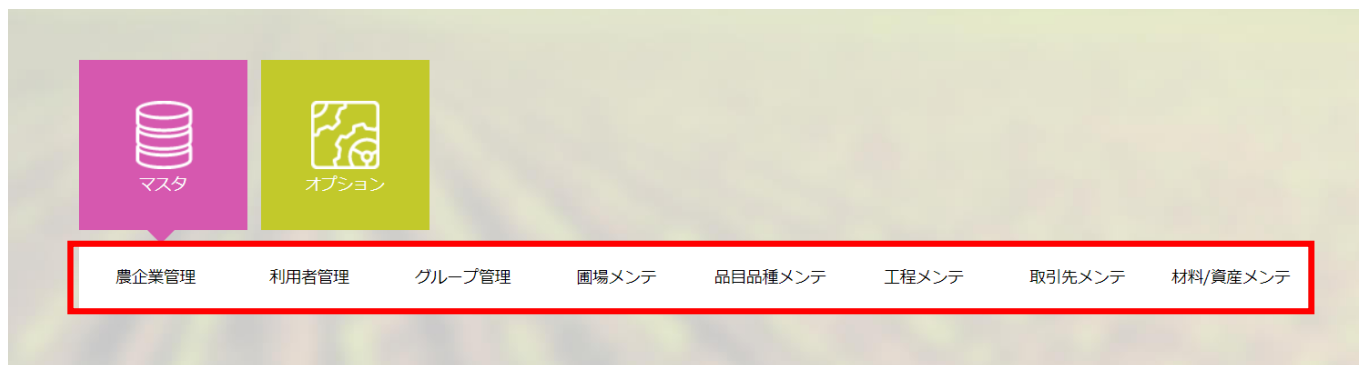 マスタ
オプション
農企業管理 利用者管理 グループ管理 圃場メンテ 品目品種メンテ 工程メンテ 取引先メンテ 材料/資産メンテ